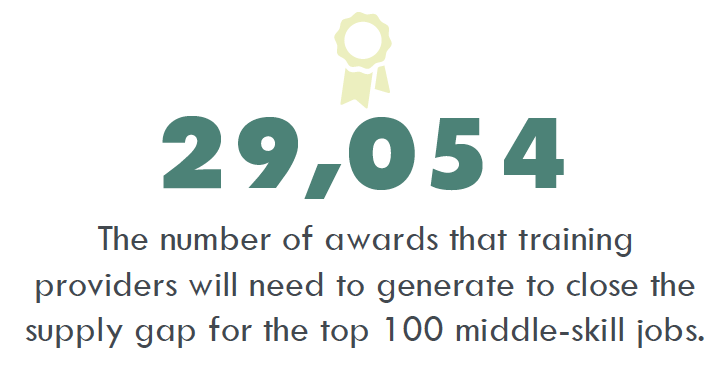 29,054
The number of awards that training
providers will need to generate to close the
supply gap for the top 100 middle-skill jobs.